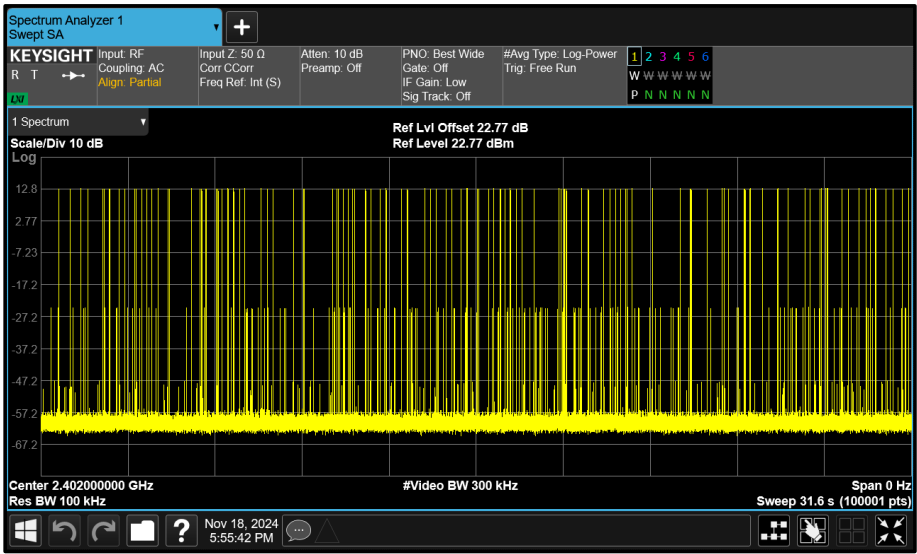 Spectrum Analyzer 1
Swept SA
KEYSIGHT
R T
LXI
Input: RF
Coupling: AC
Align: Partial
Input Z: 50 Ω
Corr CCorr
Freq Ref: Int (S)
Atten: 10 dB
Preamp: Off
PNO: Best Wide
Gate: Off
IF Gain: Low
Sig Track: Off
#Avg Type: Log-Power
Trig: Free Run
1 2 3 4 5 6
W W W W W W
P N N N N N
1 Spectrum
Scale/Div 10 dB
Ref Lvl Offset 22.77 dB
Ref Level 22.77 dBm
Log
12.8
2.77
-7.23
-17.2
-27.2
-37.2
-47.2
-57.2
-67.2
Center 2.402000000 GHz
#Video BW 300 kHz
Span 0 Hz
Res BW 100 kHz
Sweep 31.6 s (100001 pts)
?
Nov 18, 2024
5:55:42 PM